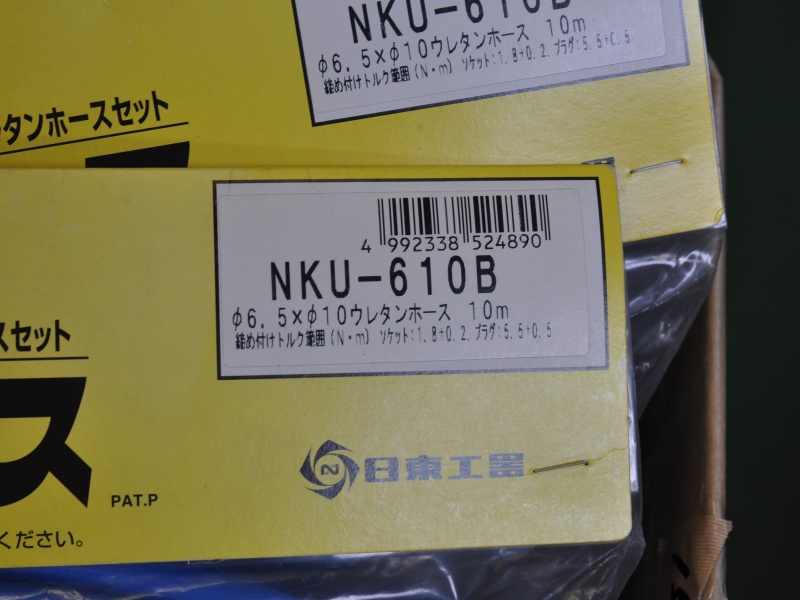 NKU-610B
φ6.5×φ10ウレタンホース 10m
締め付けトルク範囲(N・m) ソケット:1.8+0.2.プラグ:5.5+0.5
タンホースセット
4 992338 524890
NKU-610B
φ6.5×φ10ウレタンホース 10m
締め付けトルク範囲(N・m) ソケット:1.8+0.2.プラグ:5.5+0.5
スセット
ス
PAT.P
N 日東工器
ください。